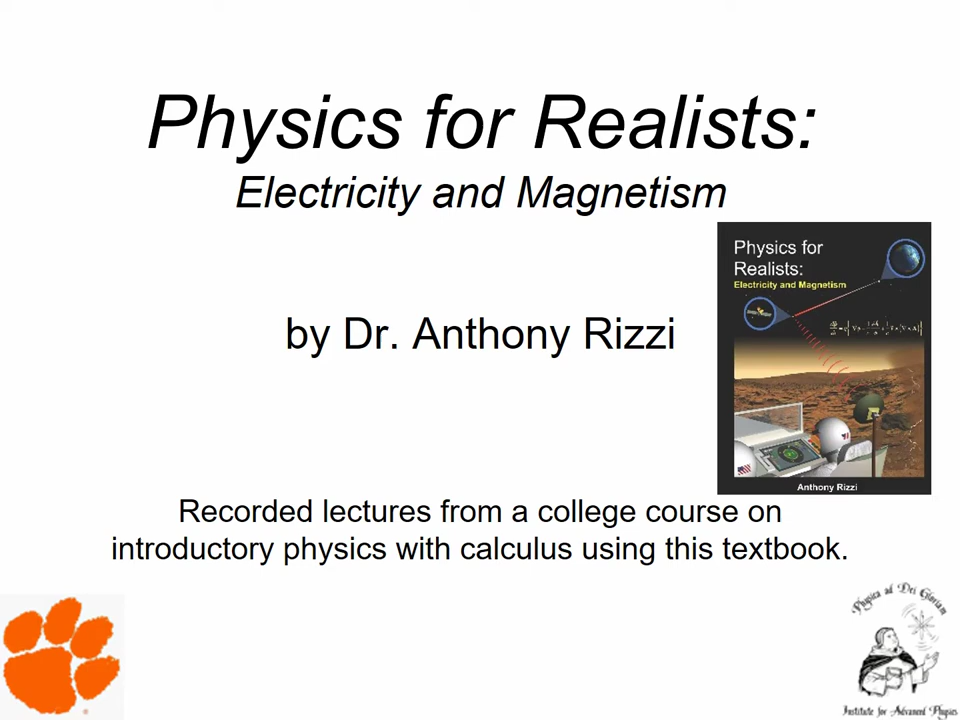 Physics for Realists:
Electricity and Magnetism
Physics for
Realists:
Electricity and Magnetism
by Dr. Anthony Rizzi
Anthony Rizzi
Recorded lectures from a college course on
introductory physics with calculus using this textbook.
Physica ad Dei Gloriam
Institute for Advanced Physics